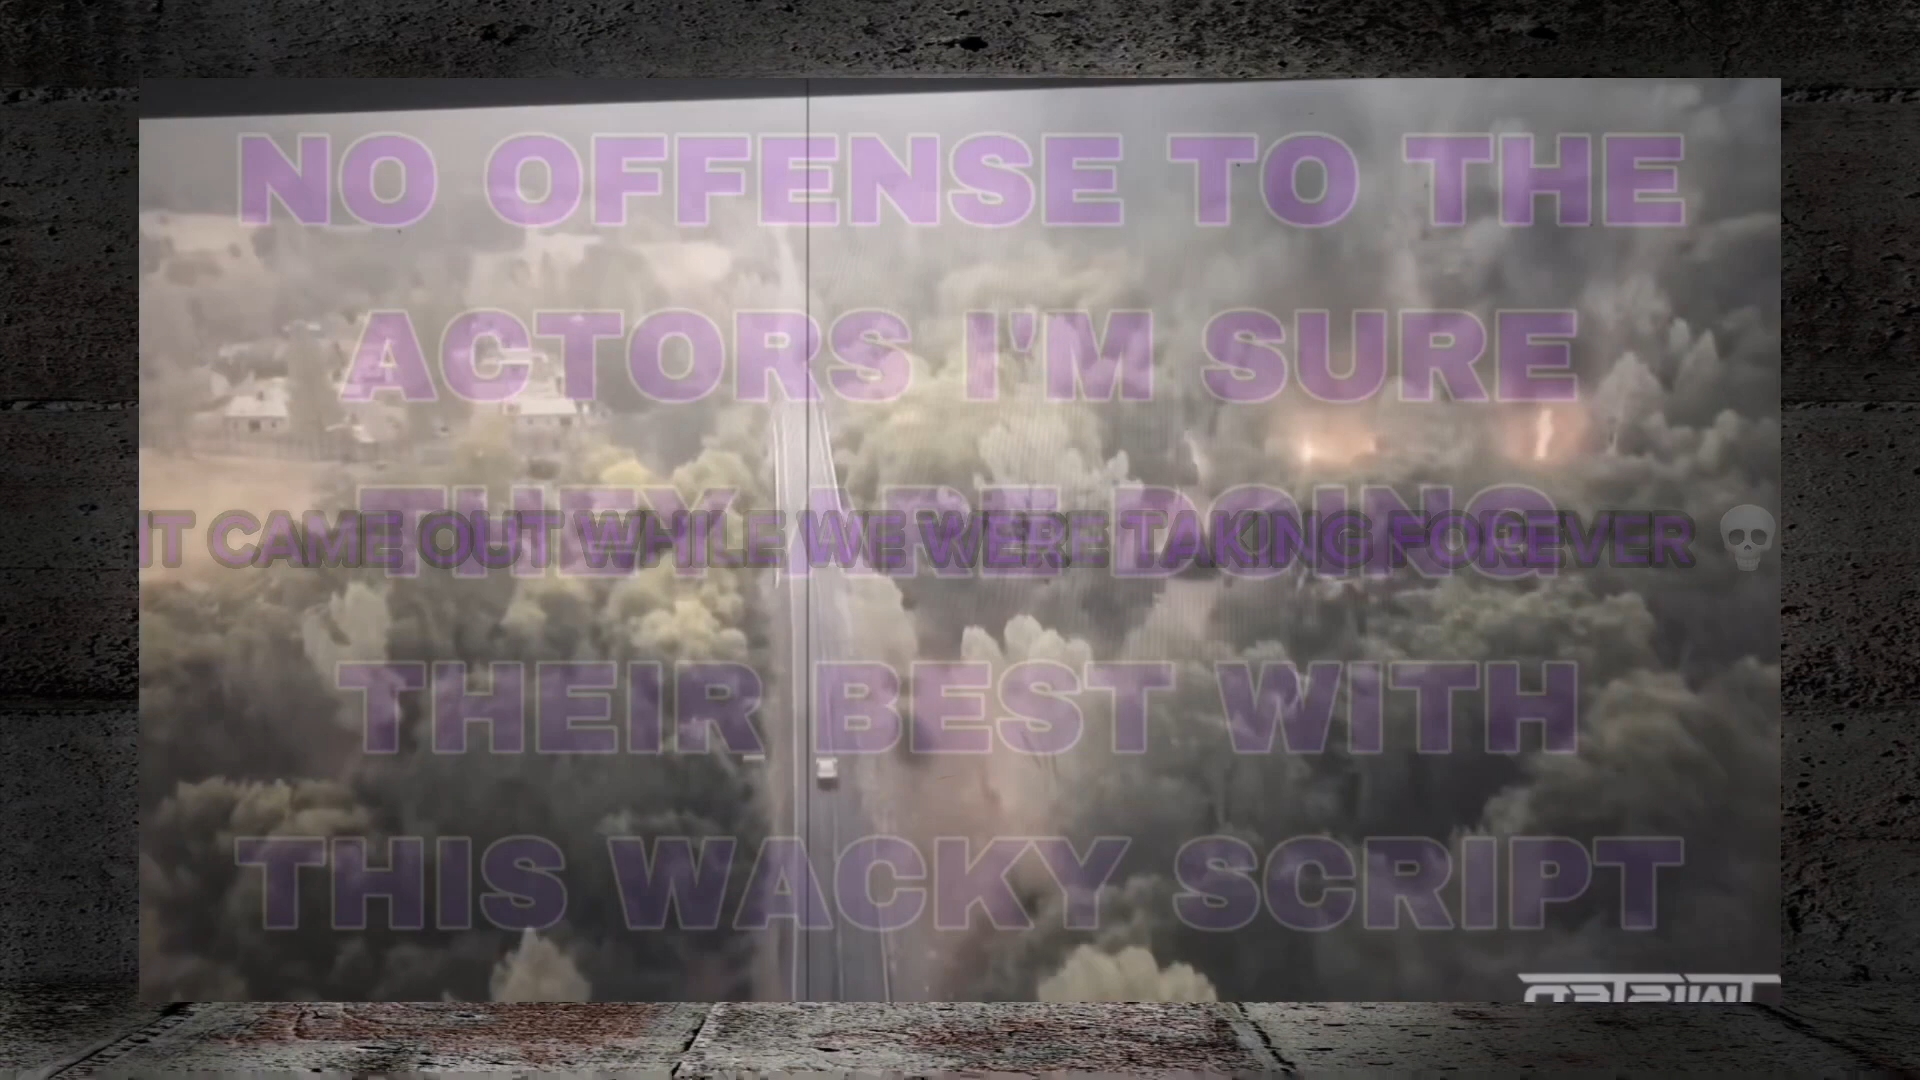 NO OFFENSE TO THE
ACTORS I'M SURE
THEY ARE DOING
IT CAME OUT WHILE WE WERE TAKING FOREVER 💀
THEIR BEST WITH
THIS WACKY SCRIPT
TWISTED